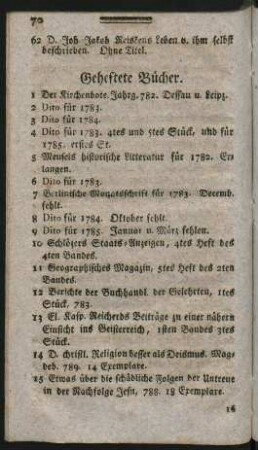 70
62 D. Joh. Jakob Reiskens Leben v. ihm selbst
beschrieben. Ohne Titel.
Geheftete Bücher.
1 Der Kirchenbote. Jahrg. 782. Dessau u. Leipz.
2 Dito für 1783.
3 Dito für 1784.
4 Dito für 1783. 4tes und 5tes Stück, und für
1785. erstes St.
5 Meusels historische Litteratur für 1782. Er-
langen.
6 Dito für 1783.
7 Berlinische Monatsschrift für 1783. Decemb.
fehlt.
8 Dito für 1784. Oktober fehlt.
9 Dito für 1785. Januar u. März fehlen.
10 Schlözers Staats-Anzeigen, 4tes Heft des
4ten Bandes.
11 Geographisches Magazin, 5tes Heft des 2ten
Bandes.
12 Berichte der Buchhandl. der Gelehrten, 1tes
Stück. 783.
13 El. Kasp. Reicherds Beiträge zu einer nähern
Einsicht ins Geisterreich, 1sten Bandes 3tes
Stück.
14 D. christl. Religion besser als Deismus. Mag-
deb. 789. 14 Exemplare.
25 Etwas über die schädliche Folgen der Untreue
in der Nachfolge Jesu, 788. 18 Exemplare.
16